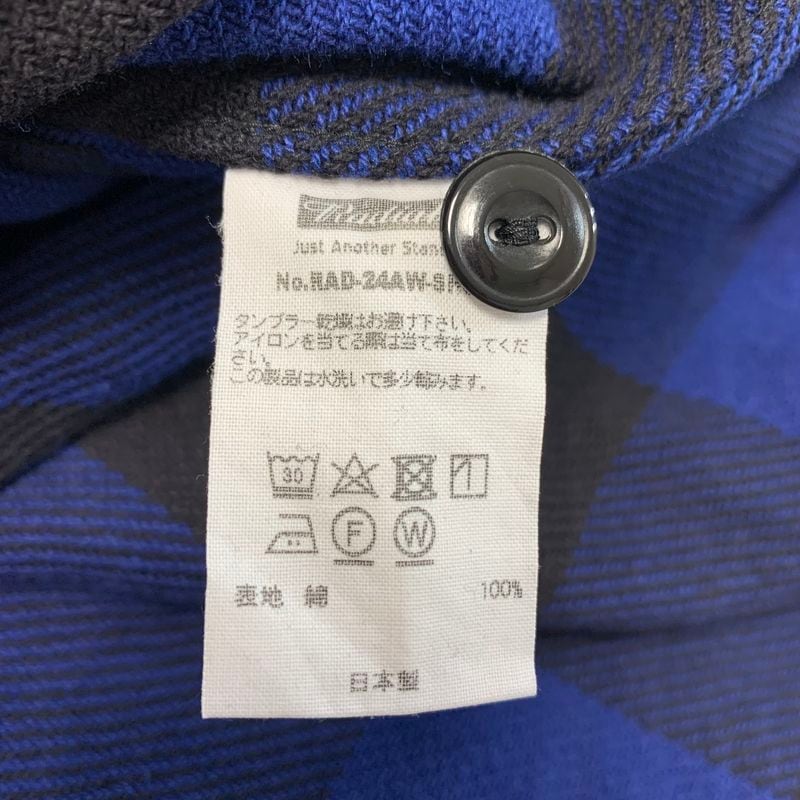 Just Another Stan
No.RAD-24AW-S
タンブラー乾燥はお避け下さい。
アイロンを当てる際は当て布をしてくだ
さい。
この製品は水洗いで多少縮みます。
30
F W
表地 綿 100%
日本製